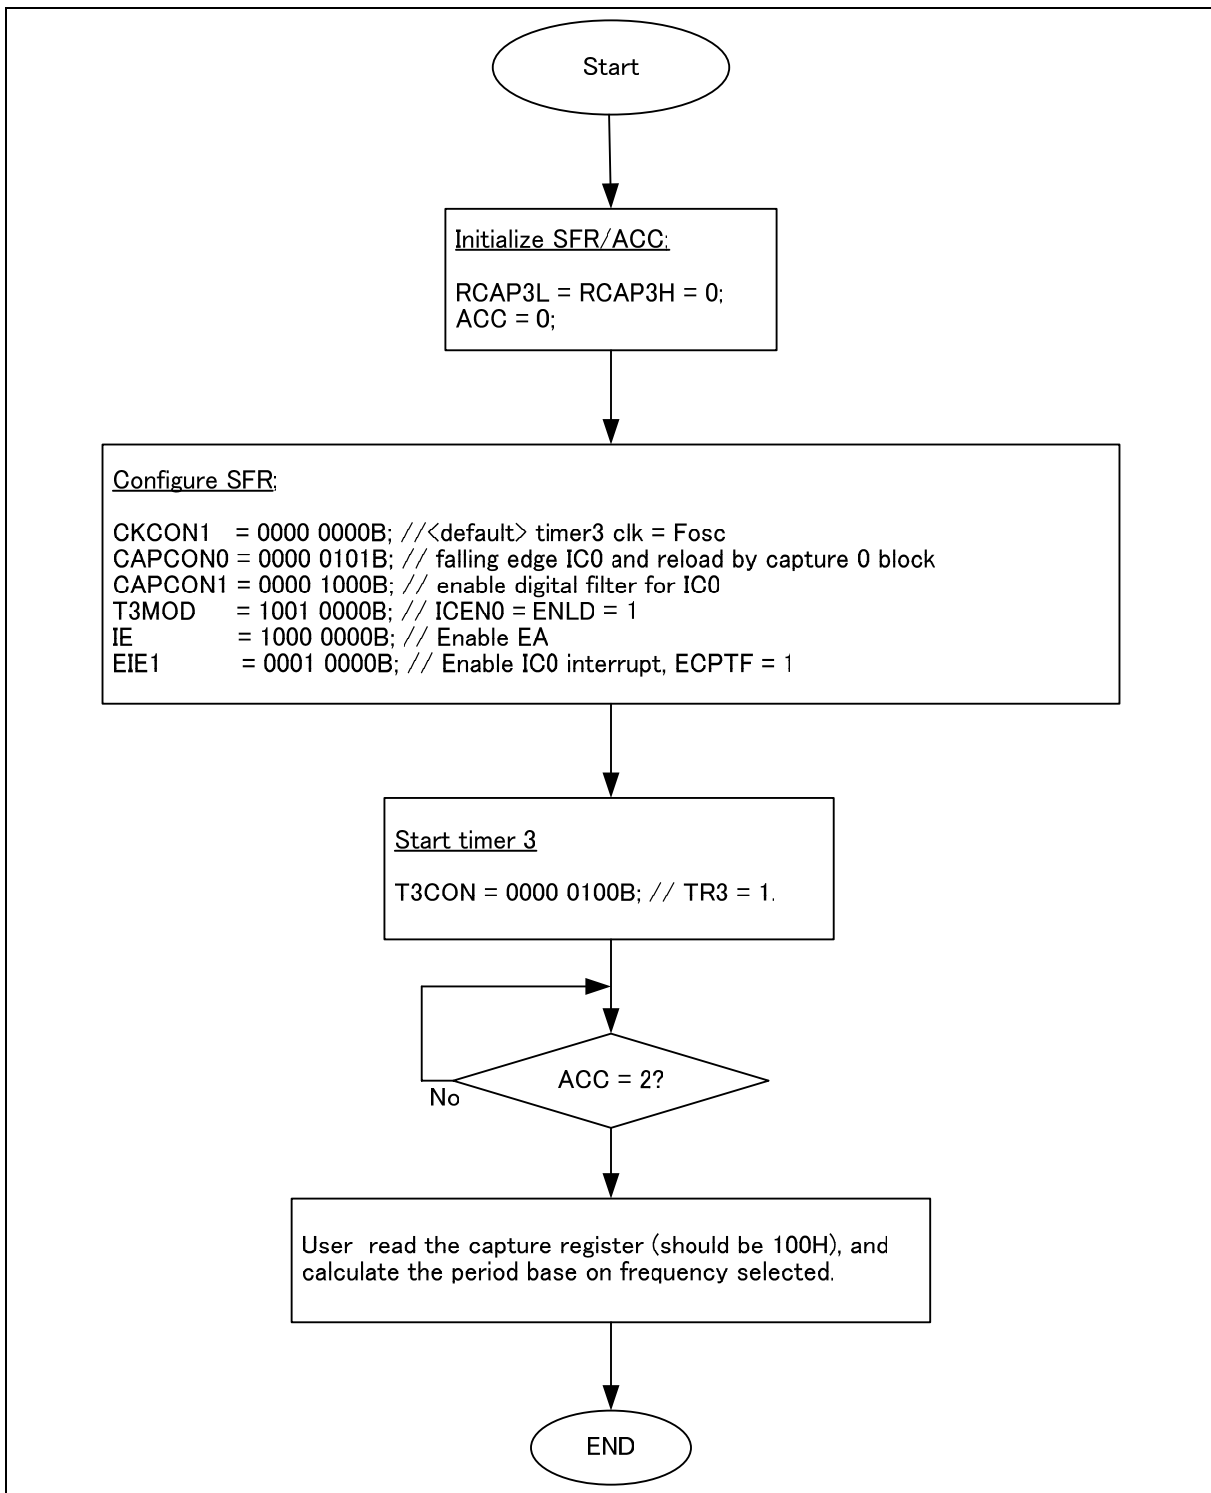 Start
Initialize SFR/ACC:
RCAP3L = RCAP3H = 0;
ACC = 0;
Configure SFR:
CKCON1 = 0000 0000B; //<default> timer3 clk = Fosc
CAPCON0 = 0000 0101B; // falling edge IC0 and reload by capture 0 block
CAPCON1 = 0000 1000B; // enable digital filter for IC0
T3MOD = 1001 0000B; // ICEN0 = ENLD = 1
IE = 1000 0000B; // Enable EA
EIE1 = 0001 0000B; // Enable IC0 interrupt, ECPTF = 1
Start timer 3
T3CON = 0000 0100B; // TR3 = 1.
ACC = 2?
No
User read the capture register (should be 100H), and
calculate the period base on frequency selected.
END